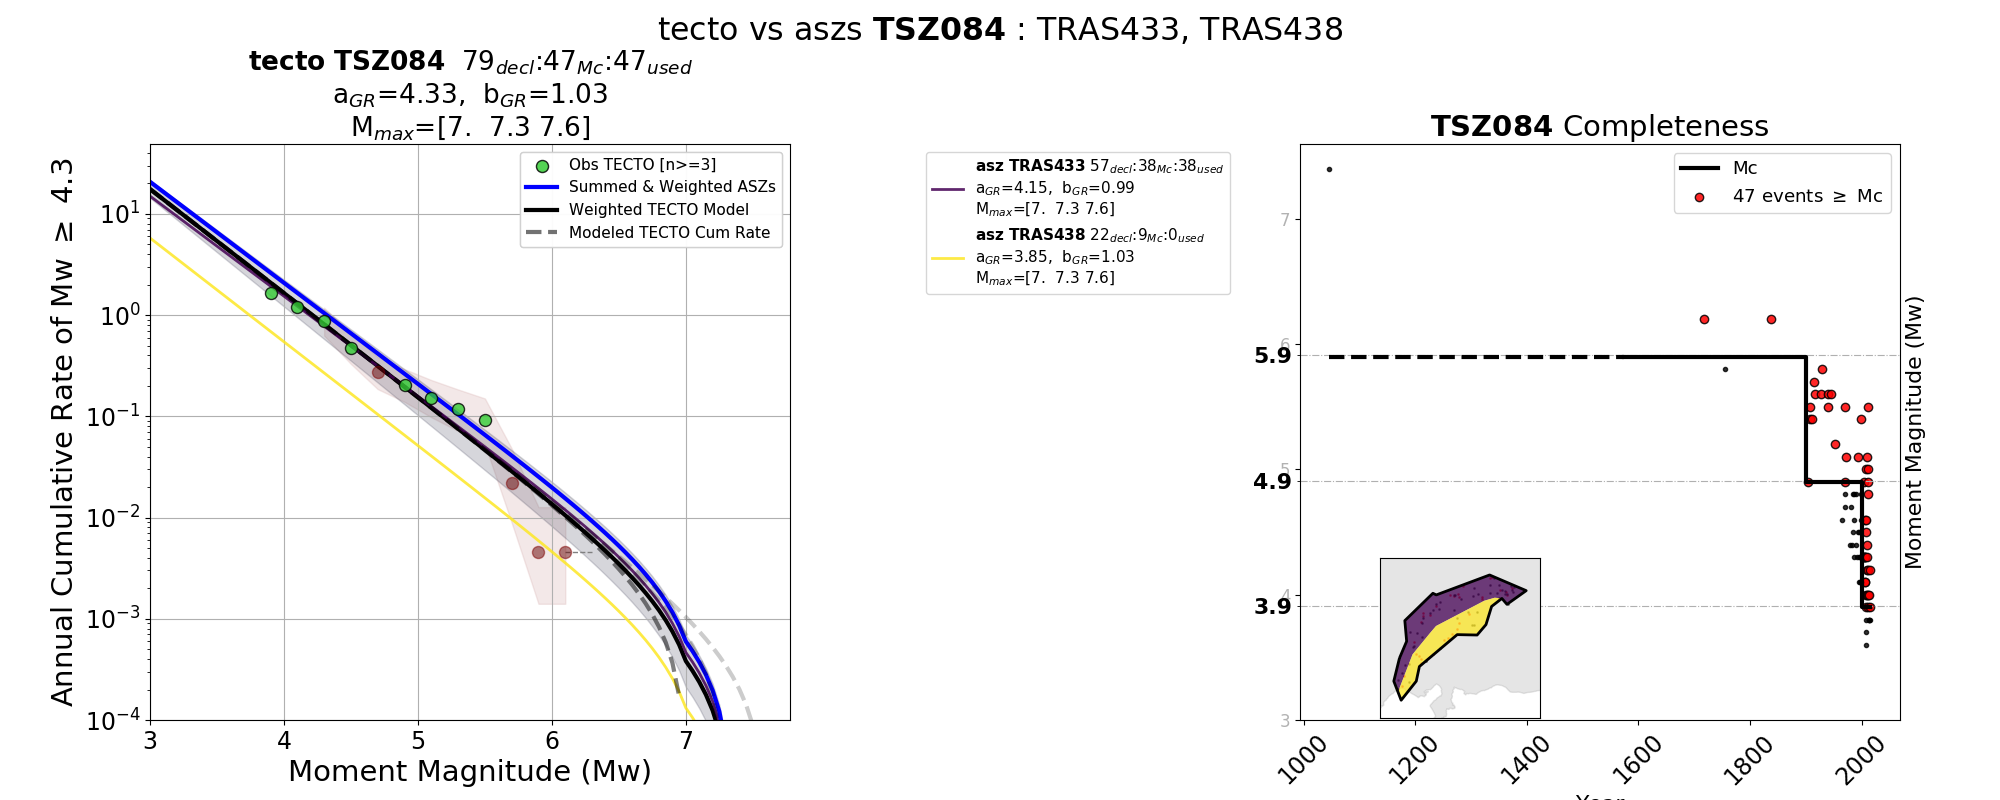 tecto vs aszs TSZ084 : TRAS433, TRAS438
tecto TSZ084 79decl:47Mc:47used
aGR=4.33, bGR=1.03
Mmax=[7. 7.3 7.6]
Annual Cumulative Rate of Mw ≥ 4.3
10^1
10^0
10^-1
10^-2
10^-3
10^-4
Obs TECTO [n>=3]
Summed & Weighted ASZs
Weighted TECTO Model
Modeled TECTO Cum Rate
3 4 5 6 7
Moment Magnitude (Mw)
asz TRAS433 57decl:38Mc:38used
aGR=4.15, bGR=0.99
Mmax=[7. 7.3 7.6]
asz TRAS438 22decl:9Mc:0used
aGR=3.85, bGR=1.03
Mmax=[7. 7.3 7.6]
TSZ084 Completeness
Mc
47 events ≥ Mc
7
6
5.9
5
4.9
4
3.9
3
Moment Magnitude (Mw)
1000 1200 1400 1600 1800 2000
Year